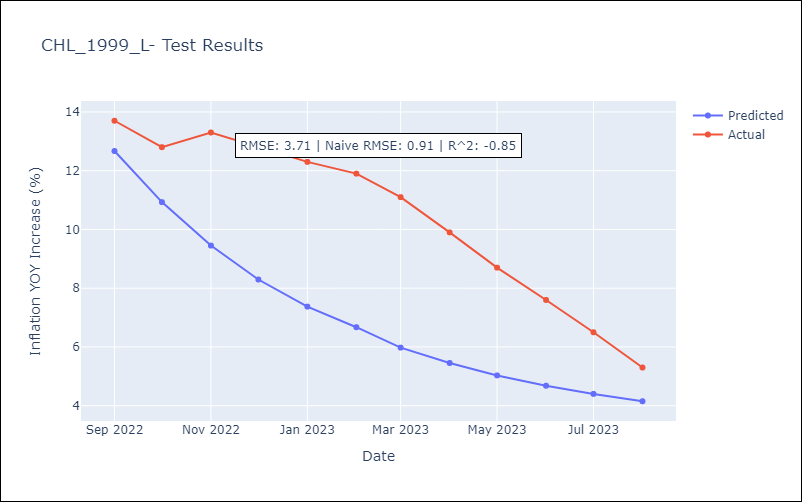 CHL_1999_L- Test Results
Predicted
Actual
RMSE: 3.71 | Naive RMSE: 0.91 | R^2: -0.85
Inflation YOY Increase (%)
14
12
10
8
6
4
Sep 2022 Nov 2022 Jan 2023 Mar 2023 May 2023 Jul 2023
Date